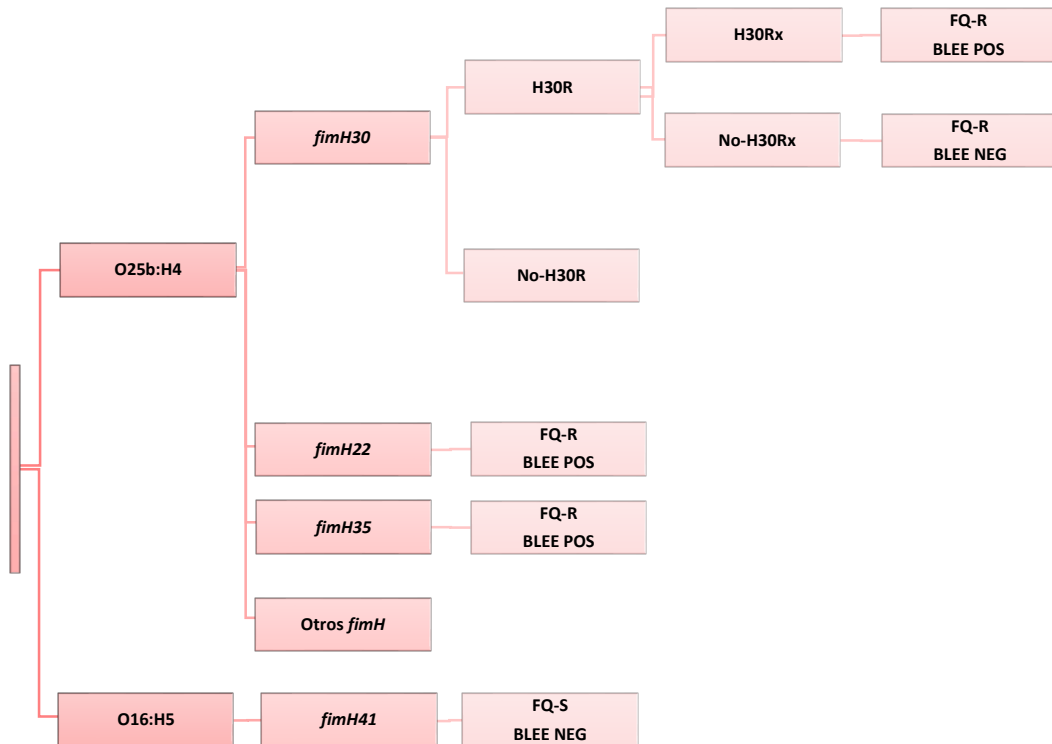 H30Rx
FQ-R
BLEE POS
H30R
fimH30
No-H30Rx
FQ-R
BLEE NEG
O25b:H4
No-H30R
fimH22
FQ-R
BLEE POS
fimH35
FQ-R
BLEE POS
Otros fimH
O16:H5
fimH41
FQ-S
BLEE NEG